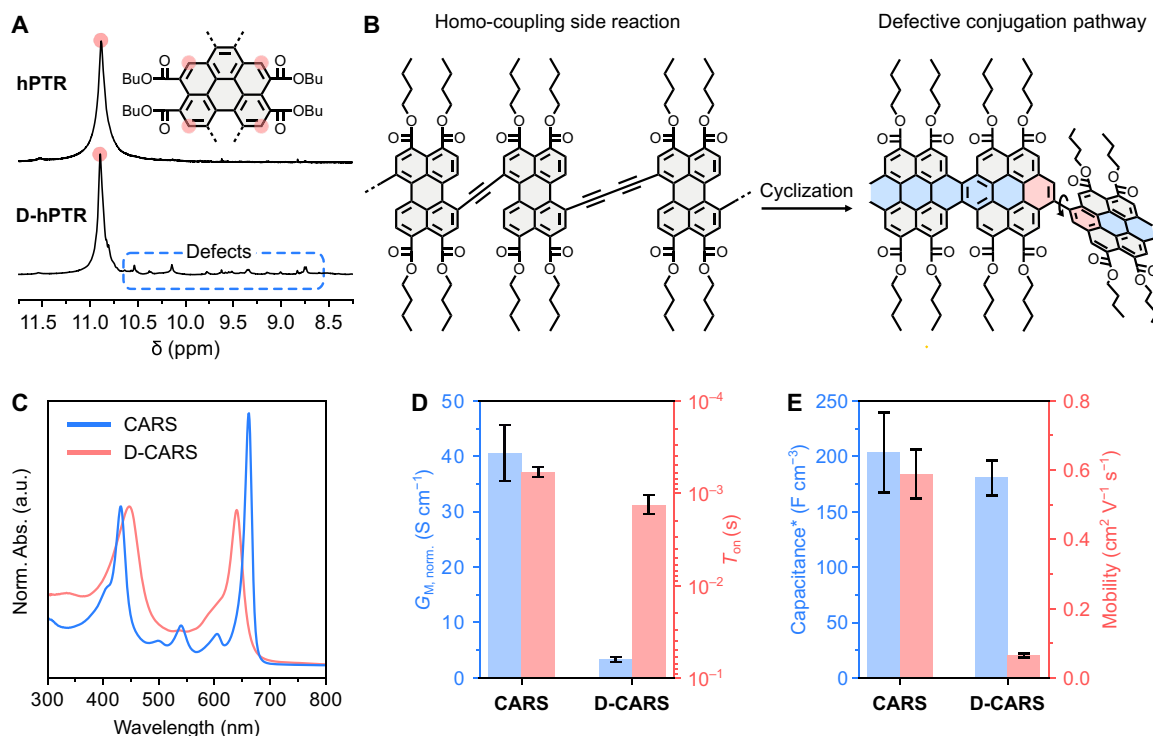 A
hPTR
O
O
BuO
OBu
BuO
OBu
O
O
D-hPTR
Defects
11.5 11.0 10.5 10.0 9.5 9.0 8.5
δ (ppm)
B
Homo-coupling side reaction
Defective conjugation pathway
O O O O O O
O O O O O O
O O O O O O
O O O O O O
Cyclization
O O O O
O O O O
O O O O
O O O O
O O
O O
O O
O O
C
CARS
D-CARS
Norm. Abs. (a.u.)
300 400 500 600 700 800
Wavelength (nm)
D
50
40
30
20
10
0
G_M, norm. (S cm⁻¹)
10⁻⁴
10⁻³
10⁻²
10⁻¹
T_on (s)
CARS D-CARS
E
250
200
150
100
50
0
Capacitance* (F cm⁻³)
0.8
0.6
0.4
0.2
0.0
Mobility (cm² V⁻¹ s⁻¹)
CARS D-CARS